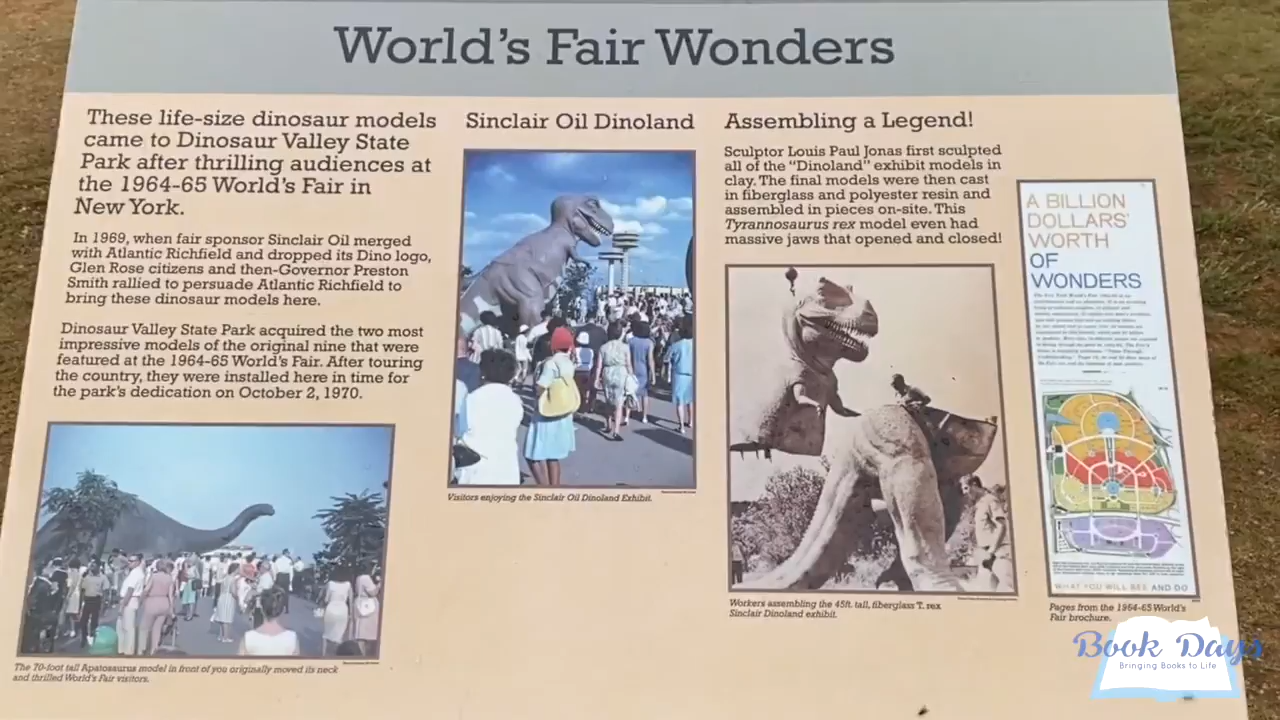 World's Fair Wonders
These life-size dinosaur models
came to Dinosaur Valley State
Park after thrilling audiences at
the 1964-65 World's Fair in
New York.
In 1969, when fair sponsor Sinclair Oil merged
with Atlantic Richfield and dropped its Dino logo,
Glen Rose citizens and then-Governor Preston
Smith rallied to persuade Atlantic Richfield to
bring these dinosaur models here.
Dinosaur Valley State Park acquired the two most
impressive models of the original nine that were
featured at the 1964-65 World's Fair. After touring
the country, they were installed here in time for
the park's dedication on October 2, 1970.
The 70-foot tall Apatosaurus model in front of you originally moved its neck
and thrilled World's Fair visitors.
Sinclair Oil Dinoland
Visitors enjoying the Sinclair Oil Dinoland Exhibit.
Assembling a Legend!
Sculptor Louis Paul Jonas first sculpted
all of the "Dinoland" exhibit models in
clay. The final models were then cast
in fiberglass and polyester resin and
assembled in pieces on-site. This
Tyrannosaurus rex model even had
massive jaws that opened and closed!
Workers assembling the 45ft. tall, fiberglass T. rex
Sinclair Dinoland exhibit.
A BILLION
DOLLARS'
WORTH
OF
WONDERS
WHAT YOU WILL SEE AND DO
Pages from the 1964-65 World's
Fair brochure.
Book Days
Bringing Books to Life